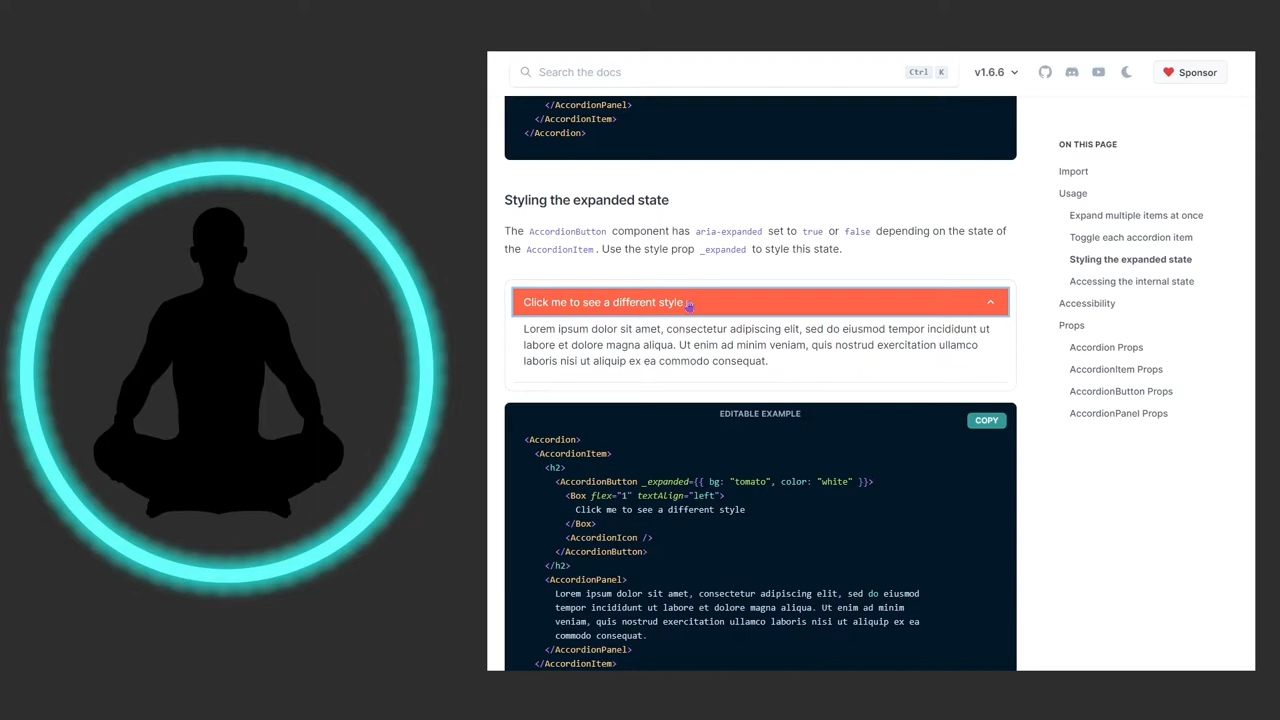 Search the docs
Ctrl K
v1.6.6
Sponsor
</AccordionPanel>
</AccordionItem>
</Accordion>
Styling the expanded state
The AccordionButton component has aria-expanded set to true or false depending on the state of
the AccordionItem. Use the style prop _expanded to style this state.
Click me to see a different style
Lorem ipsum dolor sit amet, consectetur adipiscing elit, sed do eiusmod tempor incididunt ut
labore et dolore magna aliqua. Ut enim ad minim veniam, quis nostrud exercitation ullamco
laboris nisi ut aliquip ex ea commodo consequat.
EDITABLE EXAMPLE
COPY
<Accordion>
<AccordionItem>
<h2>
<AccordionButton _expanded={{ bg: "tomato", color: "white" }}>
<Box flex="1" textAlign="left">
Click me to see a different style
</Box>
<AccordionIcon />
</AccordionButton>
</h2>
<AccordionPanel>
Lorem ipsum dolor sit amet, consectetur adipiscing elit, sed do eiusmod
tempor incididunt ut labore et dolore magna aliqua. Ut enim ad minim
veniam, quis nostrud exercitation ullamco laboris nisi ut aliquip ex ea
commodo consequat.
</AccordionPanel>
</AccordionItem>
ON THIS PAGE
Import
Usage
Expand multiple items at once
Toggle each accordion item
Styling the expanded state
Accessing the internal state
Accessibility
Props
Accordion Props
AccordionItem Props
AccordionButton Props
AccordionPanel Props